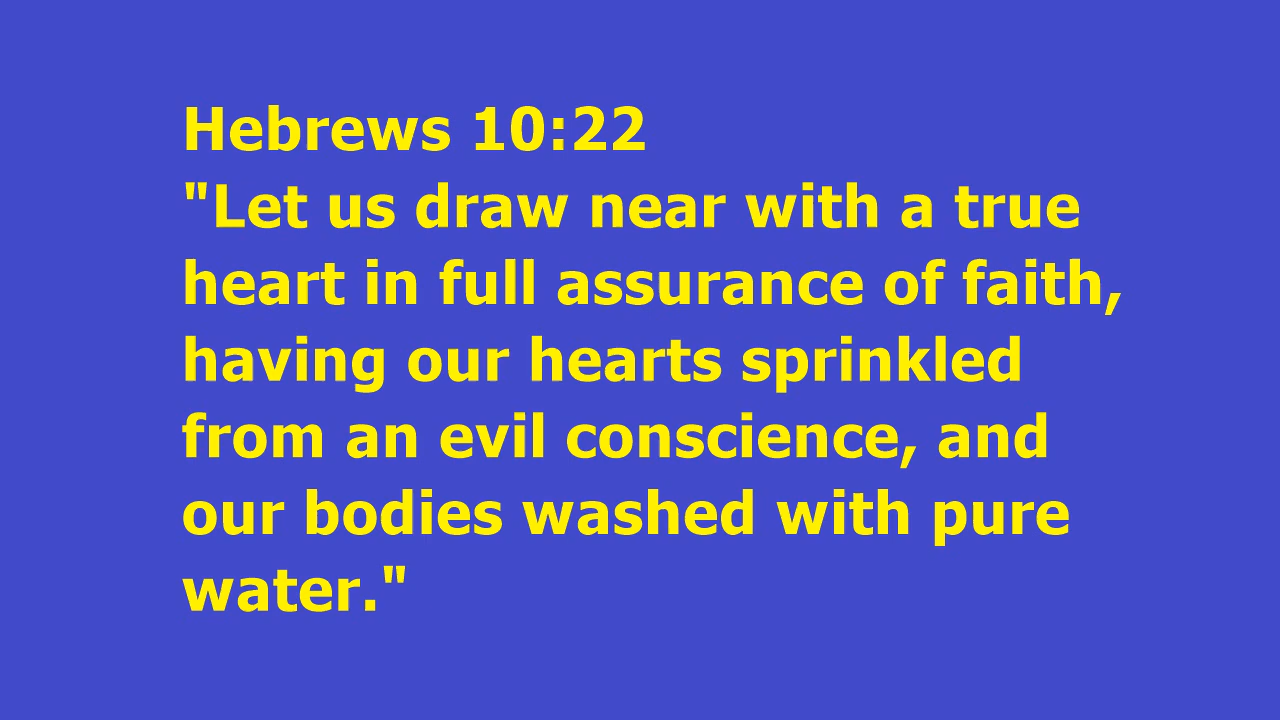 Hebrews 10:22
"Let us draw near with a true
heart in full assurance of faith,
having our hearts sprinkled
from an evil conscience, and
our bodies washed with pure
water."